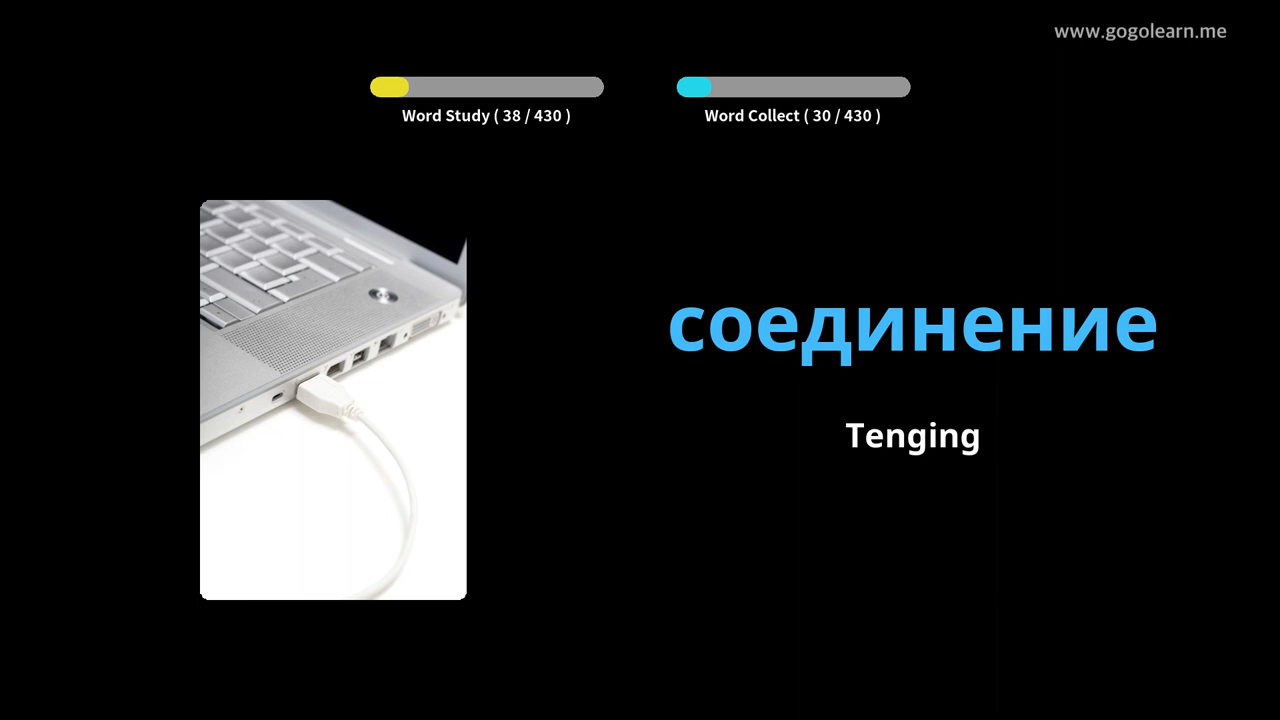 www.gogolearn.me
Word Study ( 38 / 430 )
Word Collect ( 30 / 430 )
соединение
Tenging